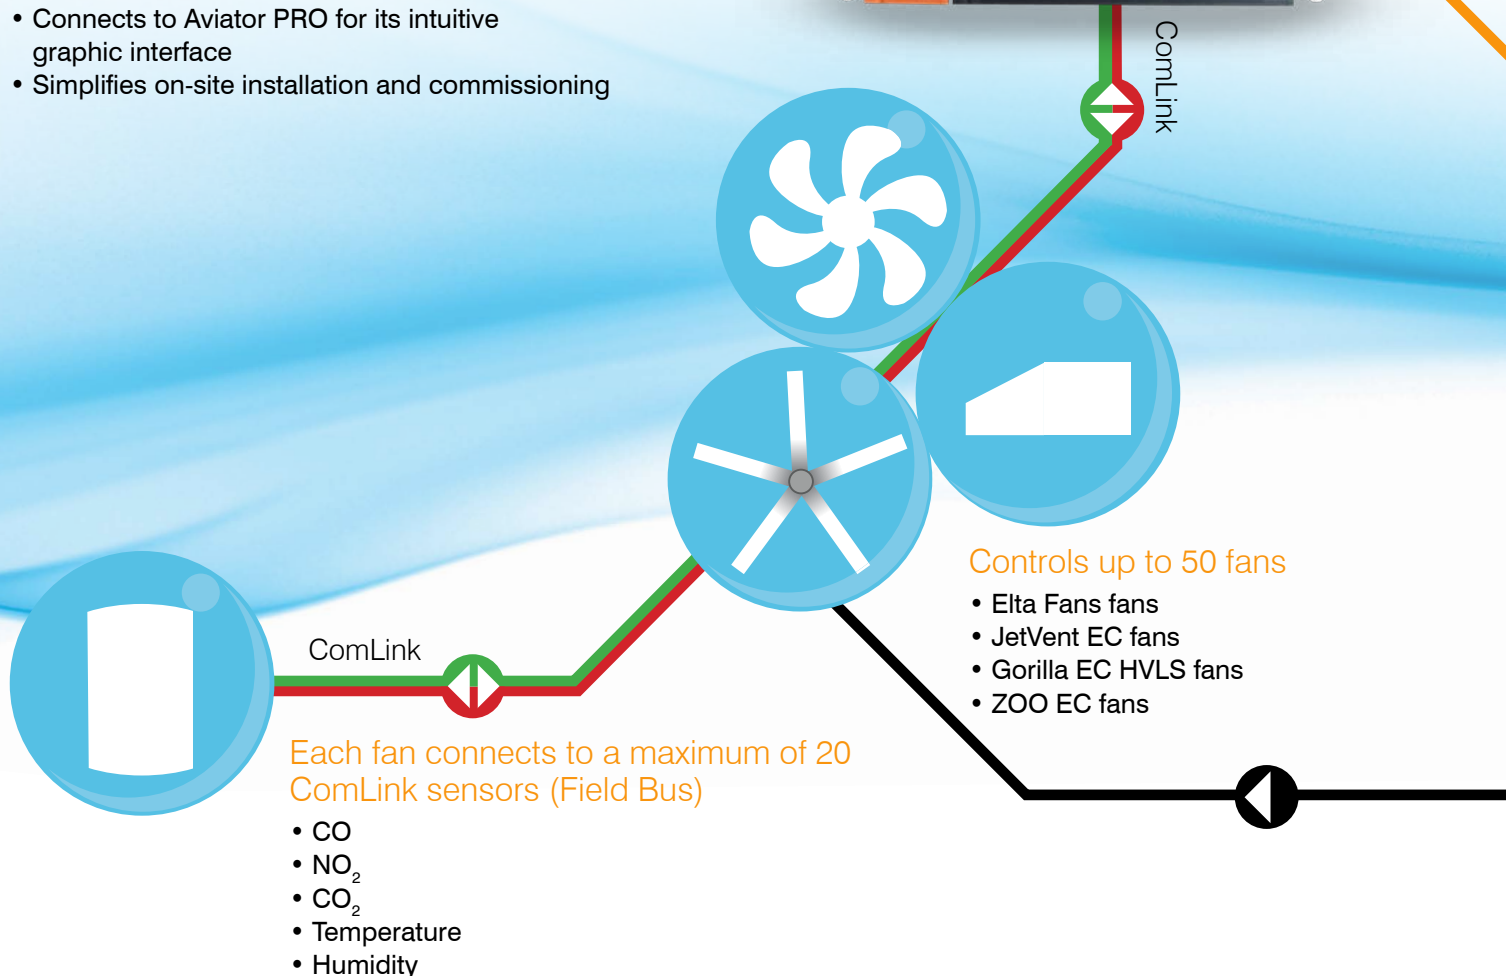 • Connects to Aviator PRO for its intuitive
graphic interface
• Simplifies on-site installation and commissioning
ComLink
Controls up to 50 fans
• Elta Fans fans
• JetVent EC fans
• Gorilla EC HVLS fans
• ZOO EC fans
ComLink
Each fan connects to a maximum of 20
ComLink sensors (Field Bus)
• CO
• NO₂
• CO₂
• Temperature
• Humidity